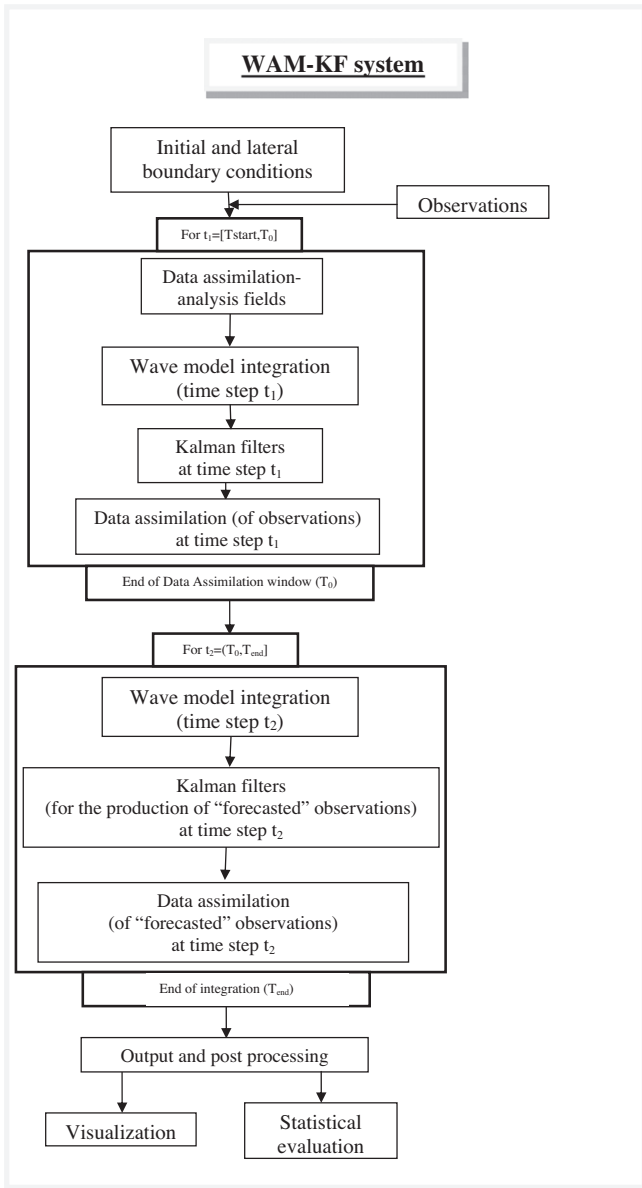 WAM-KF system
Initial and lateral
boundary conditions
Observations
For t₁=[Tstart,T₀]
Data assimilation-
analysis fields
Wave model integration
(time step t₁)
Kalman filters
at time step t₁
Data assimilation (of observations)
at time step t₁
End of Data Assimilation window (T₀)
For t₂=(T₀,Tₑₙd]
Wave model integration
(time step t₂)
Kalman filters
(for the production of “forecasted” observations)
at time step t₂
Data assimilation
(of “forecasted” observations)
at time step t₂
End of integration (Tₑₙd)
Output and post processing
Visualization
Statistical
evaluation